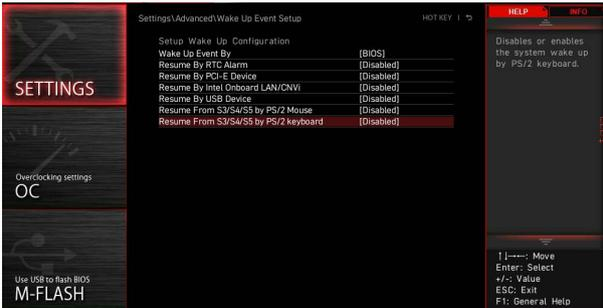 Settings\Advanced\Wake Up Event Setup
HOT KEY
HELP
INFO
Setup Wake Up Configuration
Wake Up Event By [BIOS]
Resume By RTC Alarm [Disabled]
Resume By PCI-E Device [Disabled]
Resume By Intel Onboard LAN/CNVi [Disabled]
Resume By USB Device [Disabled]
Resume From S3/S4/S5 by PS/2 Mouse [Disabled]
Resume From S3/S4/S5 by PS/2 keyboard [Disabled]
SETTINGS
Overclocking settings
OC
Use USB to flash BIOS
M-FLASH
Disables or enables
the system wake up
by PS/2 keyboard.
↑↓→←: Move
Enter: Select
+/-: Value
ESC: Exit
F1: General Help